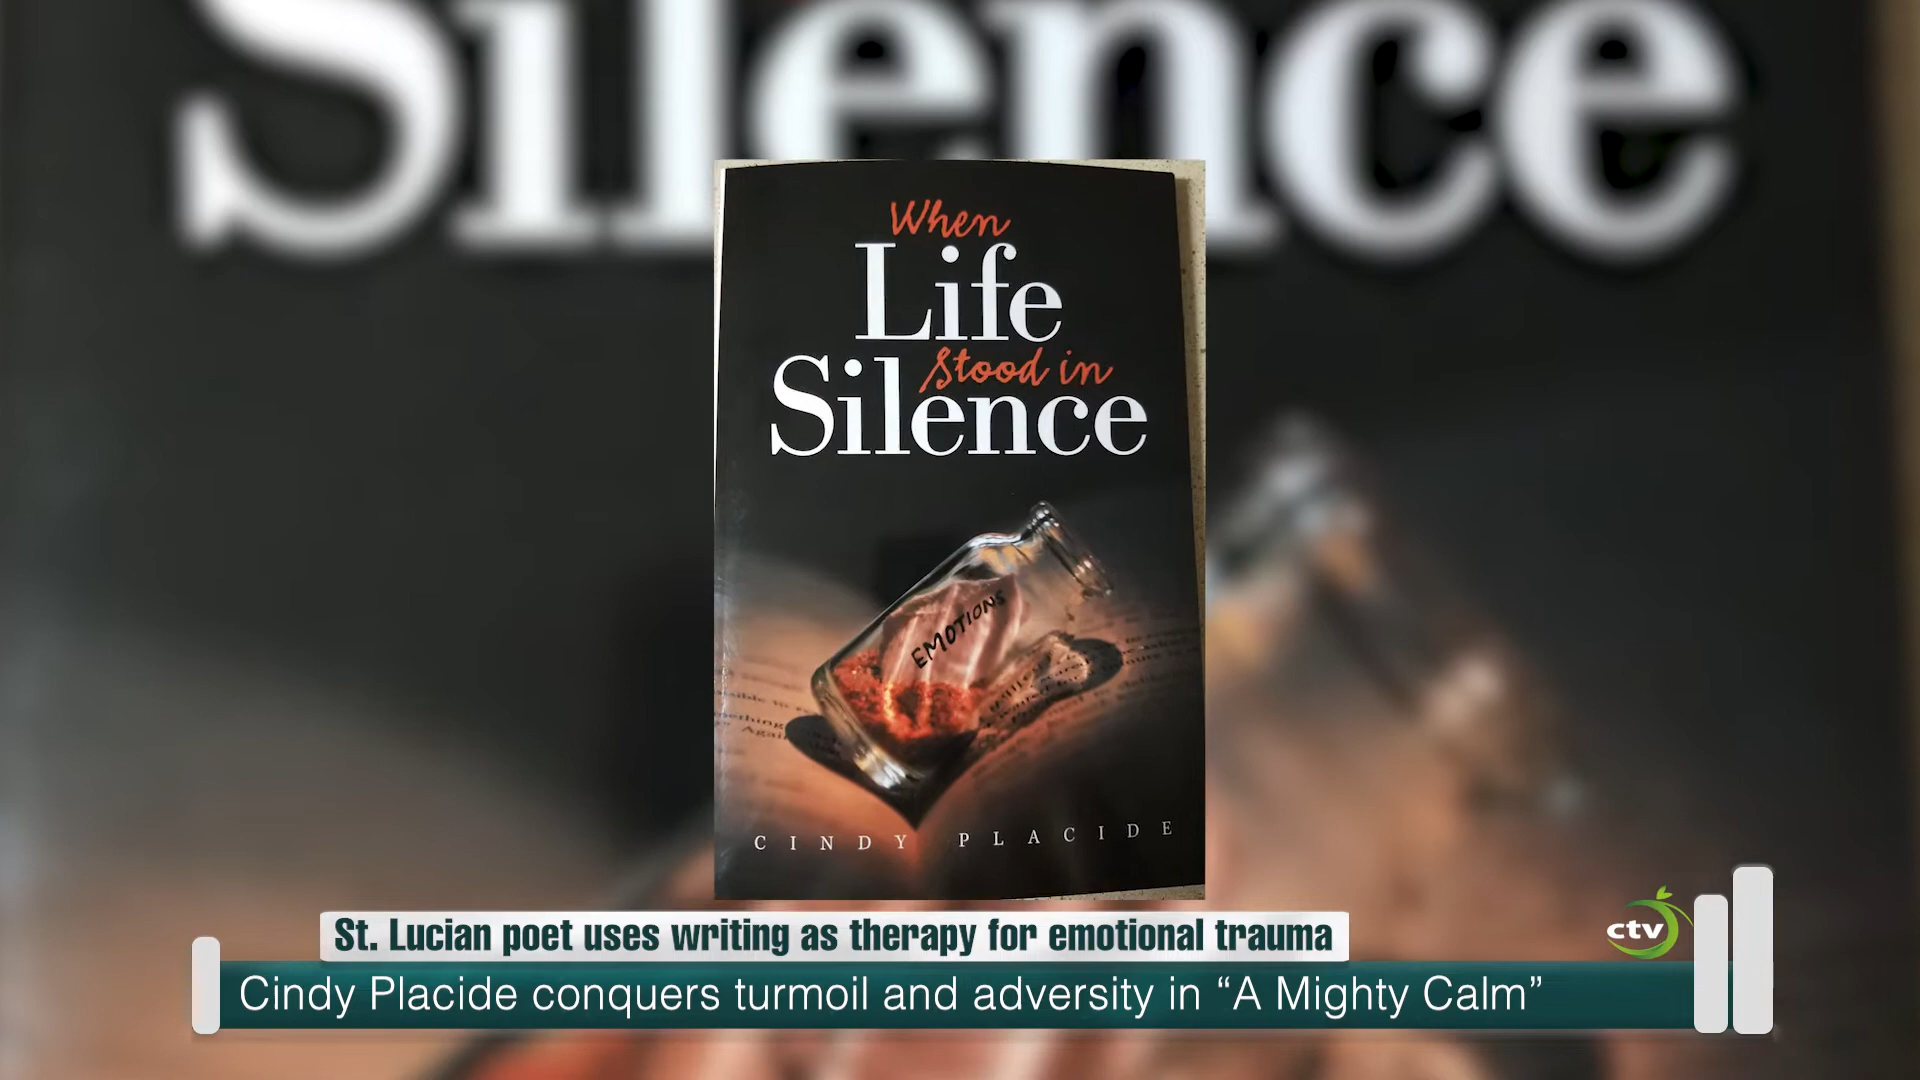 Silence
When
Life
Stood in
Silence
EMOTIONS
CINDY PLACIDE
St. Lucian poet uses writing as therapy for emotional trauma
ctv
Cindy Placide conquers turmoil and adversity in “A Mighty Calm”